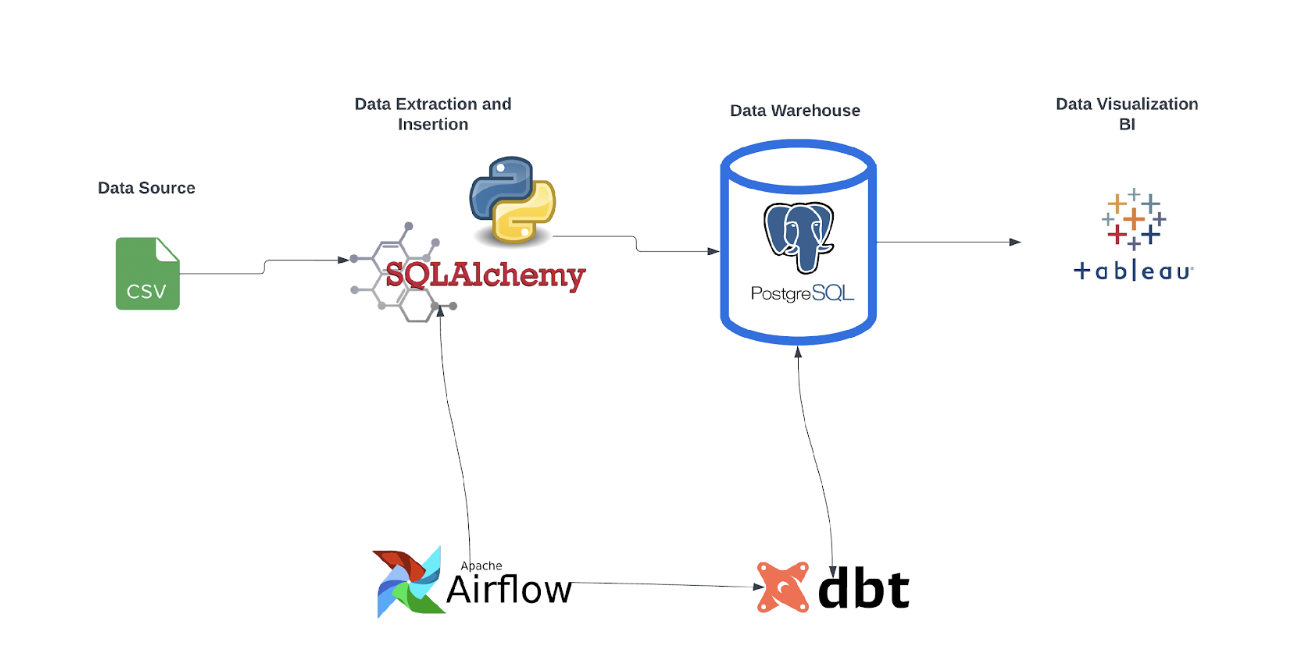 Data Extraction and
Insertion
Data Warehouse
Data Visualization
BI
Data Source
CSV
SQLAlchemy
PostgreSQL
+ableau
Apache
Airflow
dbt